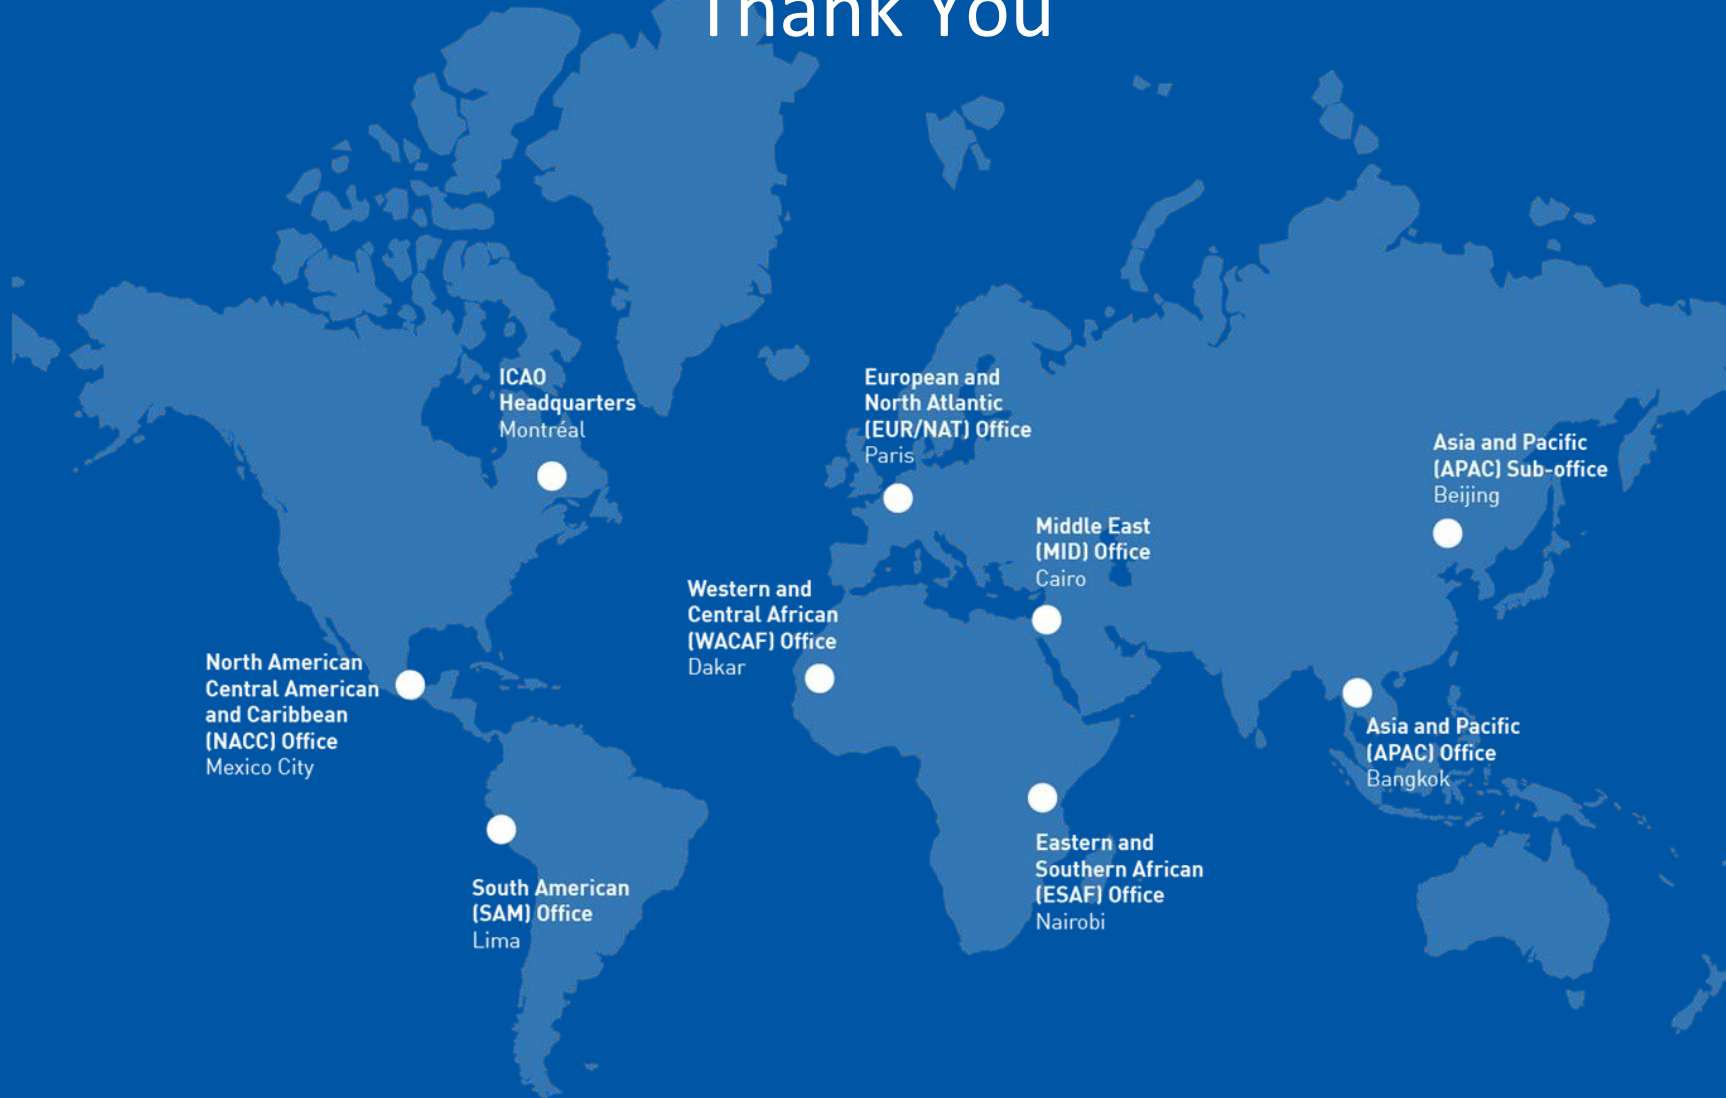 Thank You
ICAO
Headquarters
Montréal
European and
North Atlantic
(EUR/NAT) Office
Paris
Asia and Pacific
(APAC) Sub-office
Beijing
Middle East
(MID) Office
Cairo
Western and
Central African
(WACAF) Office
Dakar
North American
Central American
and Caribbean
(NACC) Office
Mexico City
Asia and Pacific
(APAC) Office
Bangkok
South American
(SAM) Office
Lima
Eastern and
Southern African
(ESAF) Office
Nairobi